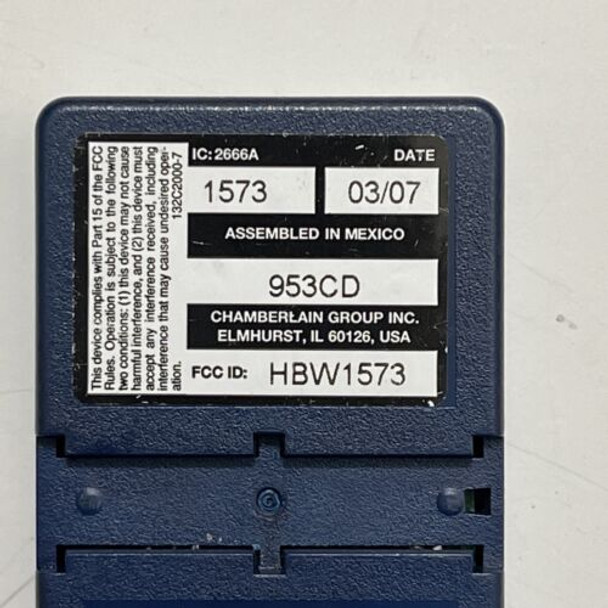 This device complies with Part 15 of the FCC
Rules. Operation is subject to the following
two conditions: (1) this device may not cause
harmful interference, and (2) this device must
accept any interference received, including
interference that may cause undesired oper-
ation.
132C2000-7
IC: 2666A
DATE
1573
03/07
ASSEMBLED IN MEXICO
953CD
CHAMBERLAIN GROUP INC.
ELMHURST, IL 60126, USA
FCC ID: HBW1573